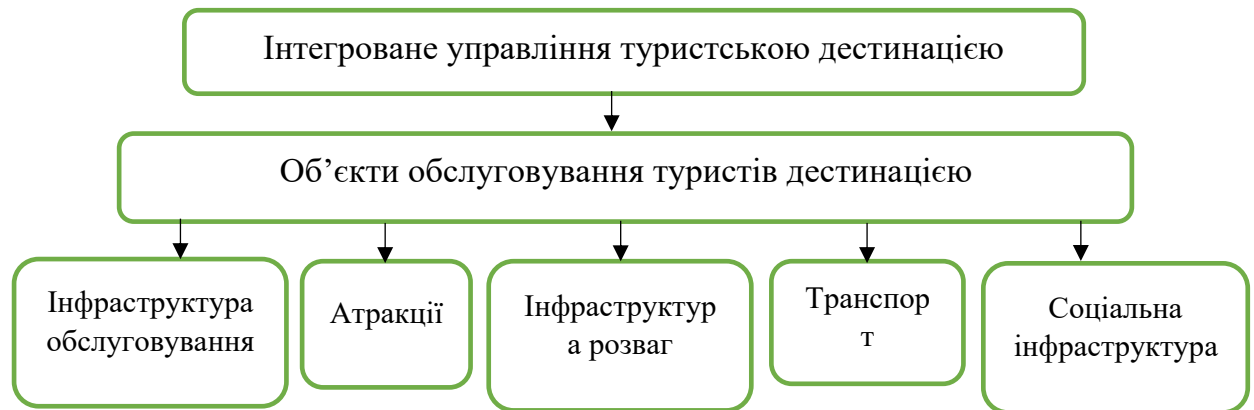 Інтегроване управління туристською дестинацією
Об’єкти обслуговування туристів дестинацією
Інфраструктура
обслуговування
Атракції
Інфраструктур
а розваг
Транспор
т
Соціальна
інфраструктура